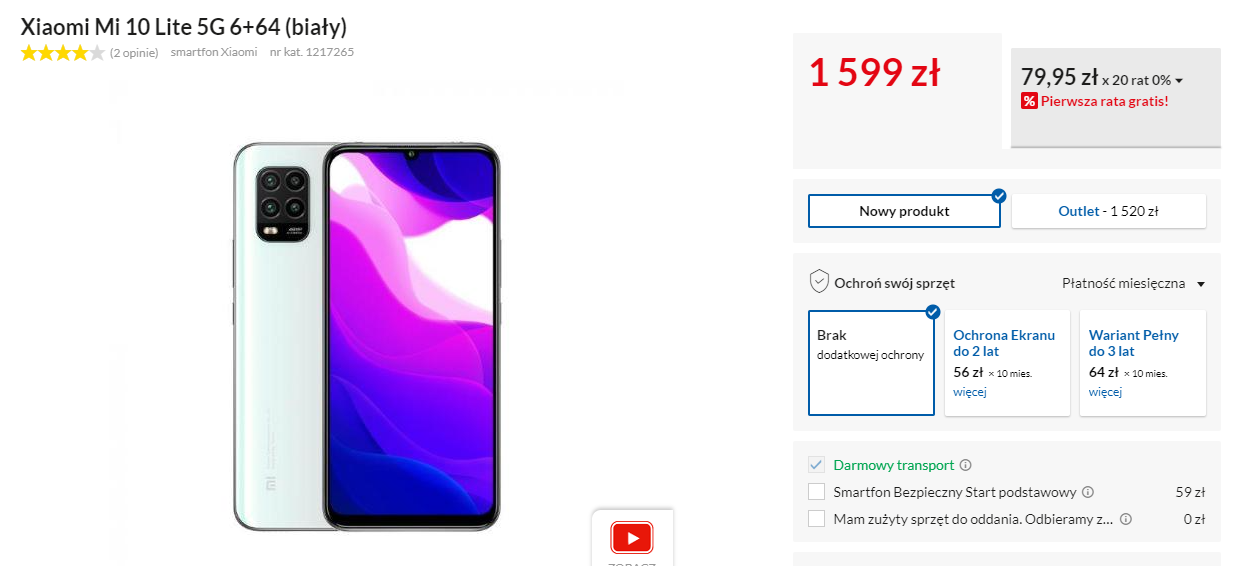 Xiaomi Mi 10 Lite 5G 6+64 (biały)
(2 opinie) smartfon Xiaomi nr kat. 1217265
1 599 zł
79,95 zł x 20 rat 0%
% Pierwsza rata gratis!
Nowy produkt
Outlet - 1 520 zł
Ochroń swój sprzęt
Płatność miesięczna
Brak
dodatkowej ochrony
Ochrona Ekranu
do 2 lat
56 zł × 10 mies.
więcej
Wariant Pełny
do 3 lat
64 zł × 10 mies.
więcej
Darmowy transport
Smartfon Bezpieczny Start podstawowy 59 zł
Mam zużyty sprzęt do oddania. Odbieramy z... 0 zł